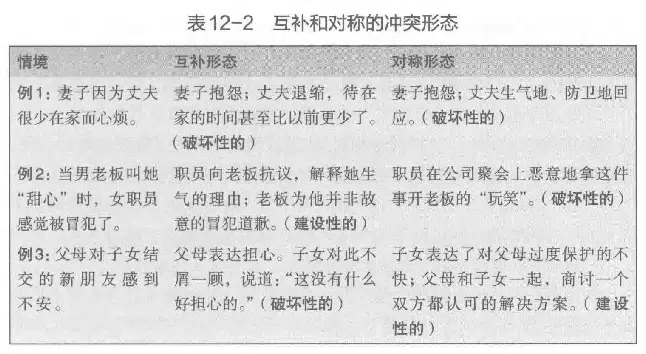 表12-2 互补和对称的冲突形态
情境 互补形态 对称形态
例1：妻子因为丈夫 妻子抱怨；丈夫退缩，待在 妻子抱怨；丈夫生气地、防卫地回
很少在家而心烦。 家的时间甚至比以前更少了。 应。（破坏性的）
（破坏性的）
例2：当男老板叫她 职员向老板抗议，解释她生 职员在公司聚会上恶意地拿这件
“甜心”时，女职员 气的理由；老板为他并非故 事开老板的“玩笑”。（破坏性的）
感觉被冒犯了。 意的冒犯道歉。（建设性的）
例3：父母对子女结 父母表达担心。子女对此不 子女表达了对父母过度保护的不
交的新朋友感到 屑一顾，说道：“这没有什么 快；父母和子女一起，商讨一个
不安。 好担心的。”（破坏性的） 双方都认可的解决方案。（建设
性的）